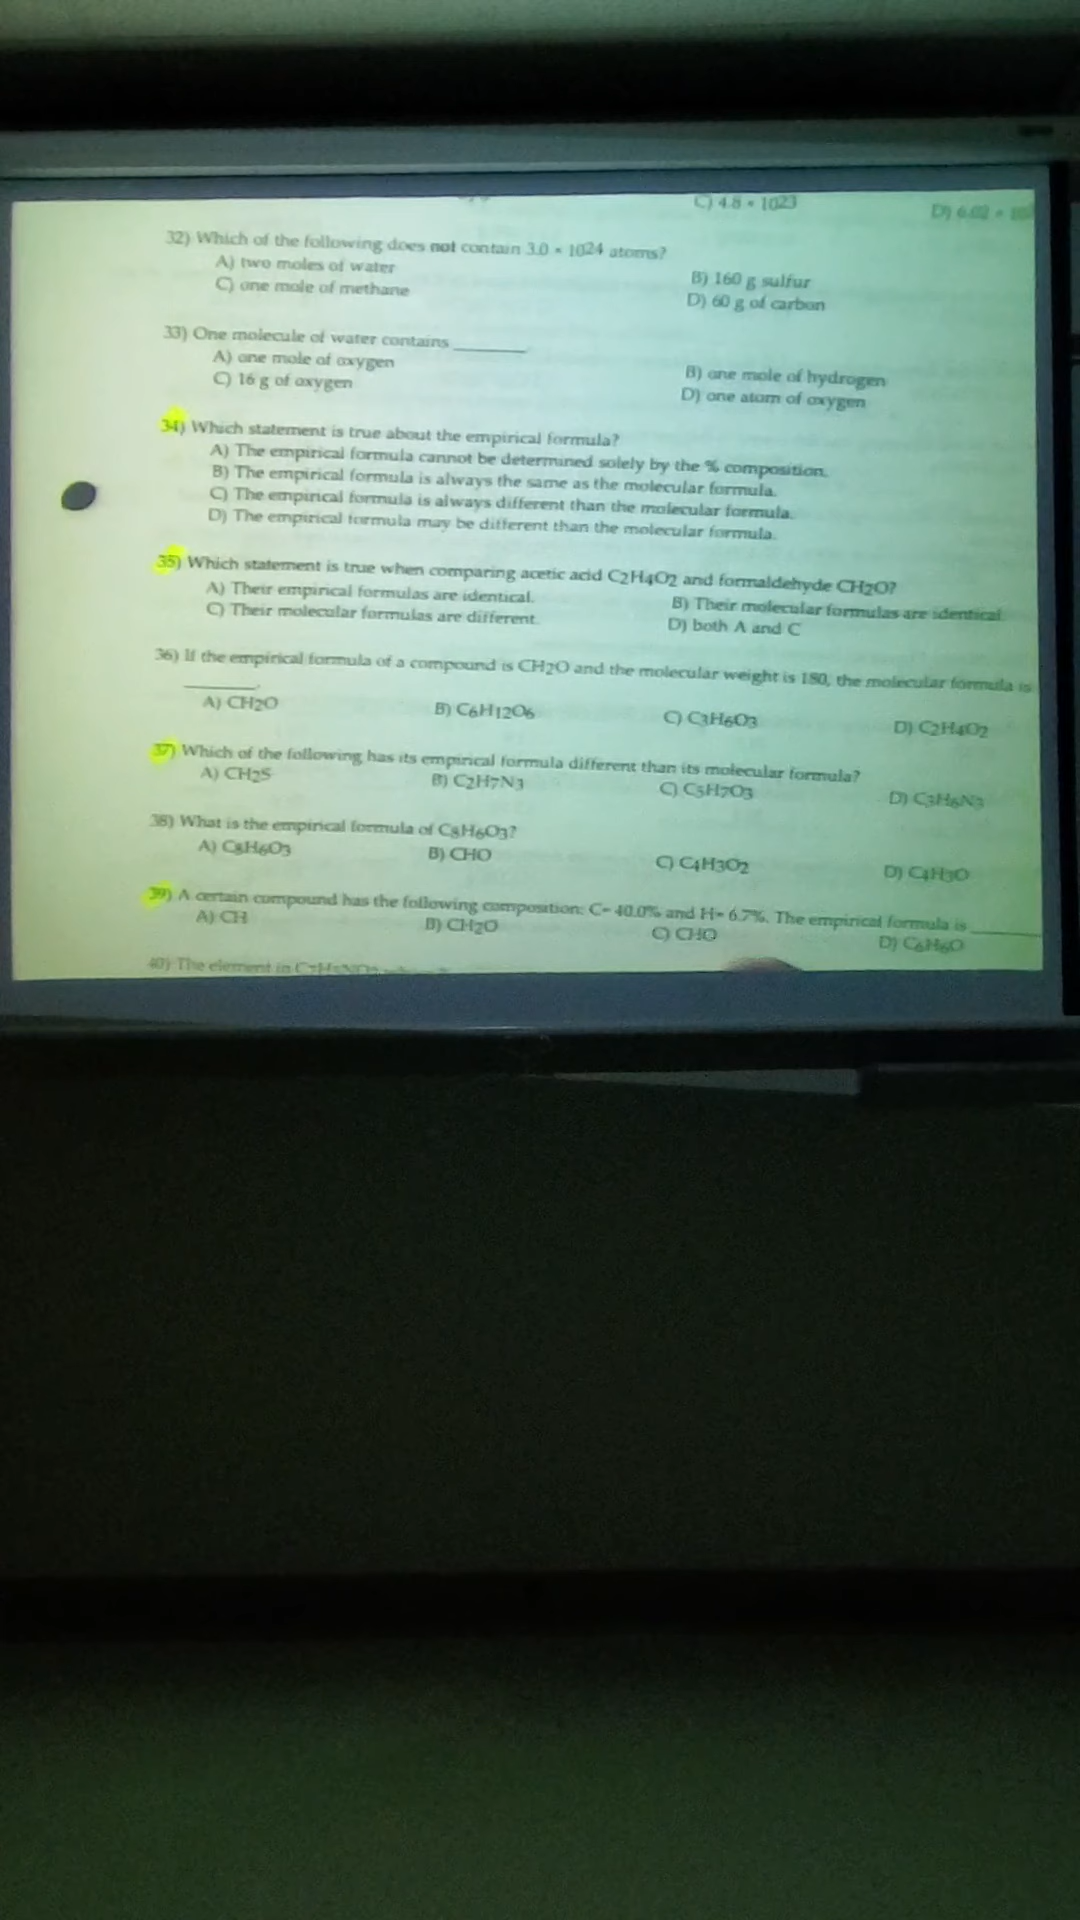 C) 4.8 × 1023
D) 6.02 ×
32) Which of the following does not contain 3.0 × 1024 atoms?
A) two moles of water
B) 160 g sulfur
C) one mole of methane
D) 60 g of carbon
33) One molecule of water contains ______
A) one mole of oxygen
B) one mole of hydrogen
C) 16 g of oxygen
D) one atom of oxygen
34) Which statement is true about the empirical formula?
A) The empirical formula cannot be determined solely by the % composition.
B) The empirical formula is always the same as the molecular formula.
C) The empirical formula is always different than the molecular formula.
D) The empirical formula may be different than the molecular formula.
35) Which statement is true when comparing acetic acid C2H4O2 and formaldehyde CH2O?
A) Their empirical formulas are identical.
B) Their molecular formulas are identical.
C) Their molecular formulas are different.
D) both A and C
36) If the empirical formula of a compound is CH2O and the molecular weight is 180, the molecular formula is
______.
A) CH2O
B) C6H12O6
C) C3H6O3
D) C2H4O2
37) Which of the following has its empirical formula different than its molecular formula?
A) CH2S
B) C2H7N3
C) C5H7O3
D) C3H6N3
38) What is the empirical formula of C8H6O3?
A) C8H6O3
B) CHO
C) C4H3O2
D) C4H3O
39) A certain compound has the following composition: C= 40.0% and H= 6.7%. The empirical formula is ______
A) CH
B) CH2O
C) CHO
D) C6H6O
40) The element in